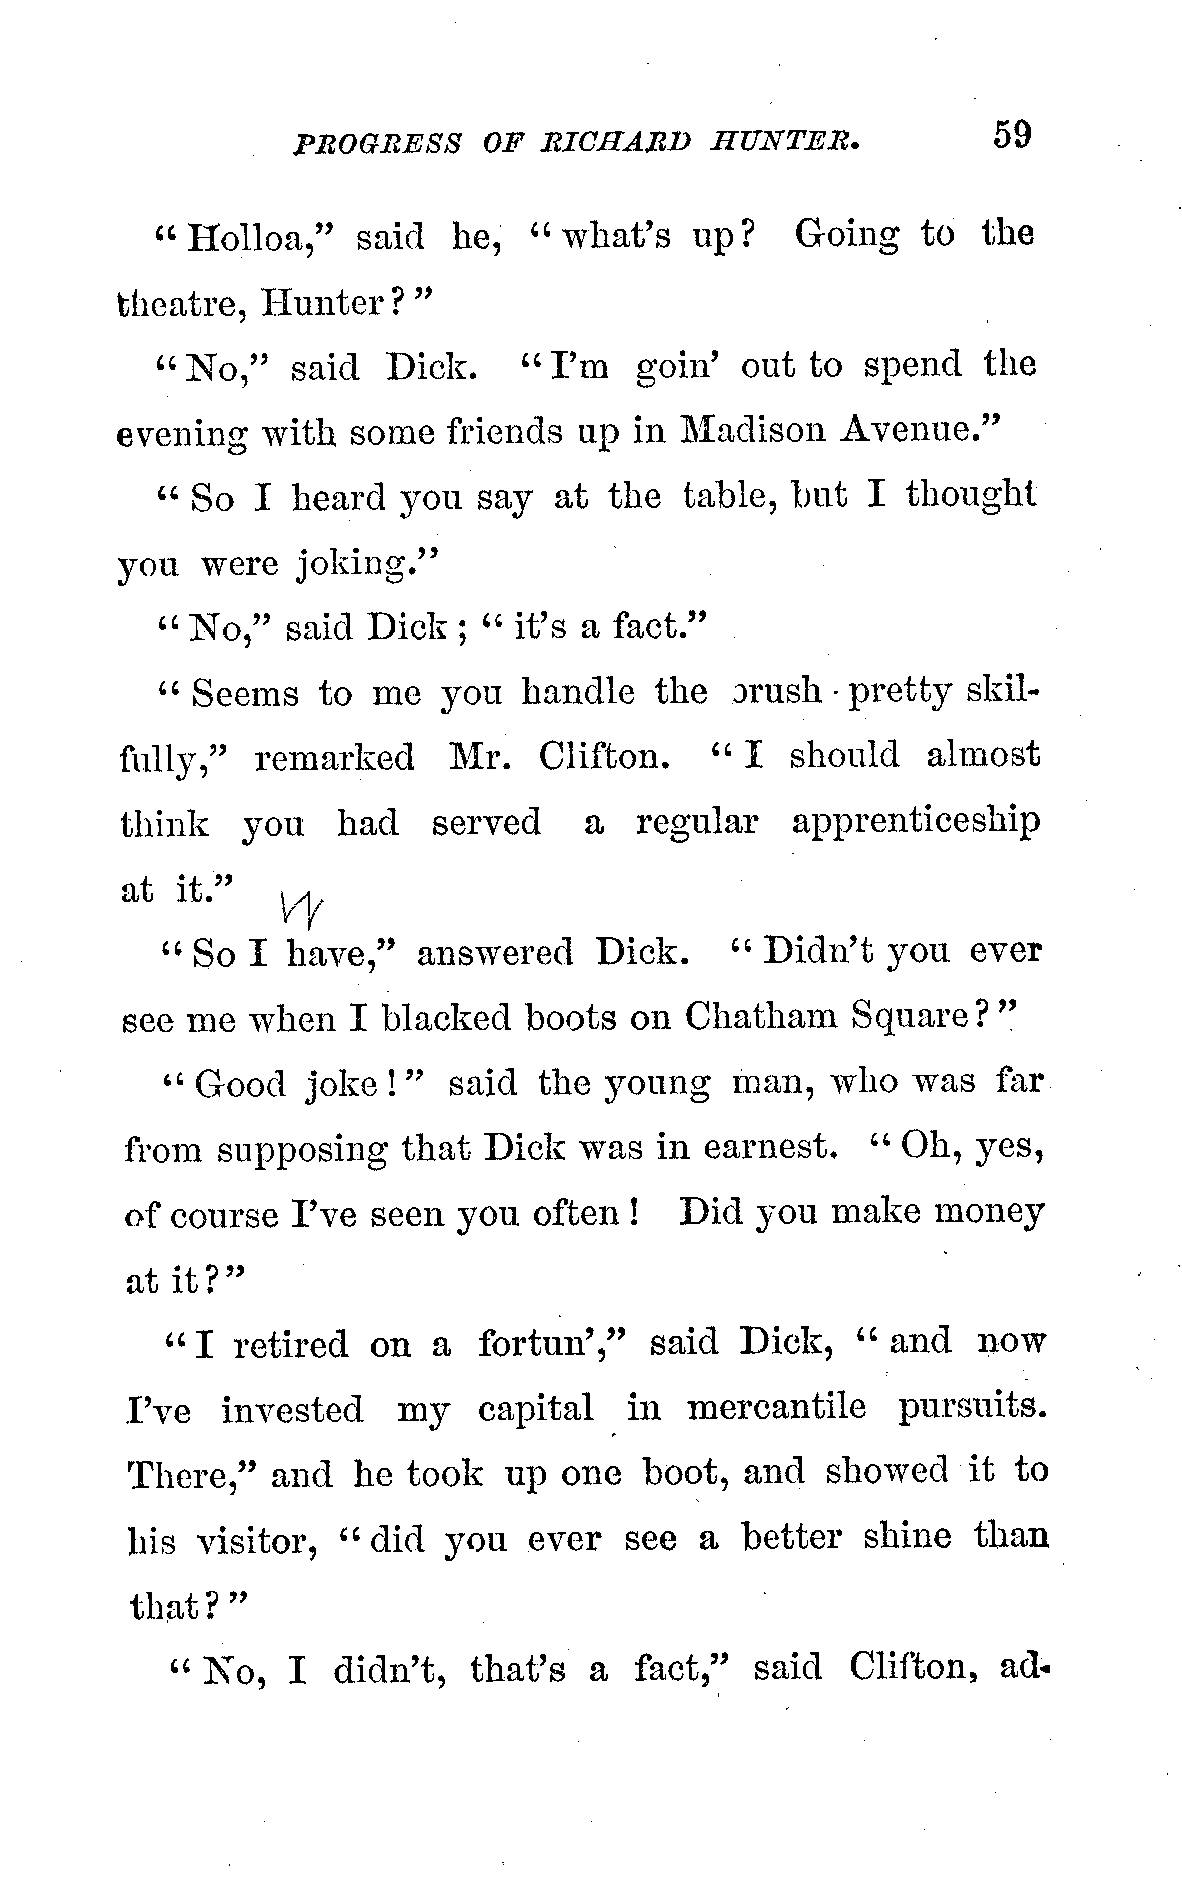 PROGRESS OF RICHARD HUNTER. 59
“Holloa,” said he, “what’s up? Going to the
theatre, Hunter?”
“No,” said Dick. “I’m goin’ out to spend the
evening with some friends up in Madison Avenue.”
“So I heard you say at the table, but I thought
you were joking.”
“No,” said Dick; “it’s a fact.”
“Seems to me you handle the brush pretty skil-
fully,” remarked Mr. Clifton. “I should almost
think you had served a regular apprenticeship
at it.”
“So I have,” answered Dick. “Didn’t you ever
see me when I blacked boots on Chatham Square?”
“Good joke!” said the young man, who was far
from supposing that Dick was in earnest. “Oh, yes,
of course I’ve seen you often! Did you make money
at it?”
“I retired on a fortun’,” said Dick, “and now
I’ve invested my capital in mercantile pursuits.
There,” and he took up one boot, and showed it to
his visitor, “did you ever see a better shine than
that?”
“No, I didn’t, that’s a fact,” said Clifton, ad-